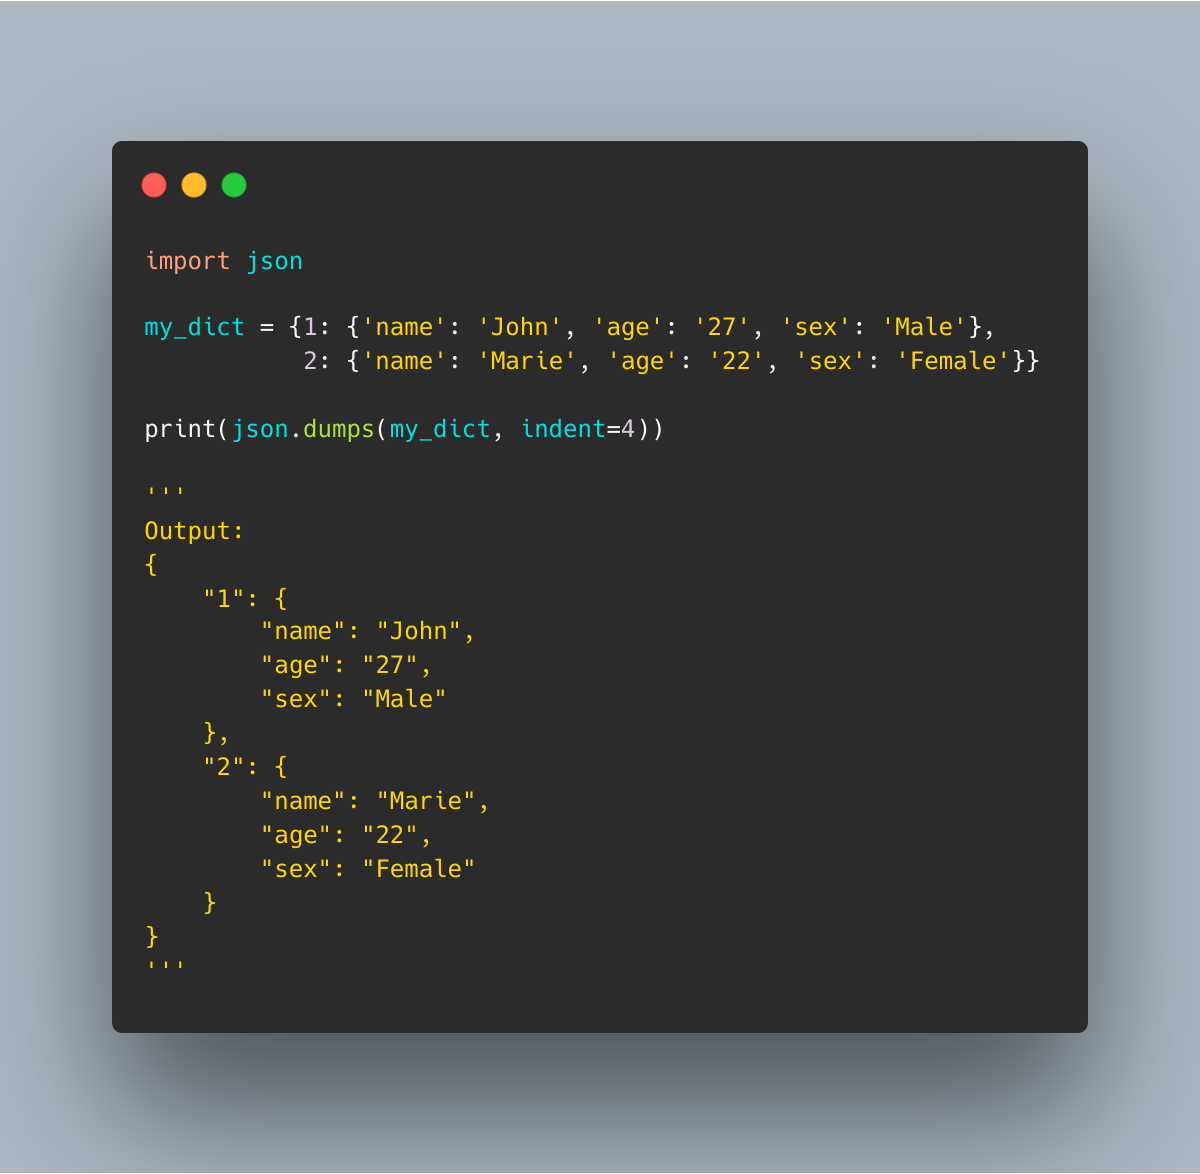 import json
my_dict = {1: {'name': 'John', 'age': '27', 'sex': 'Male'},
           2: {'name': 'Marie', 'age': '22', 'sex': 'Female'}}
print(json.dumps(my_dict, indent=4))
'''
Output:
{
    "1": {
        "name": "John",
        "age": "27",
        "sex": "Male"
    },
    "2": {
        "name": "Marie",
        "age": "22",
        "sex": "Female"
    }
}
'''